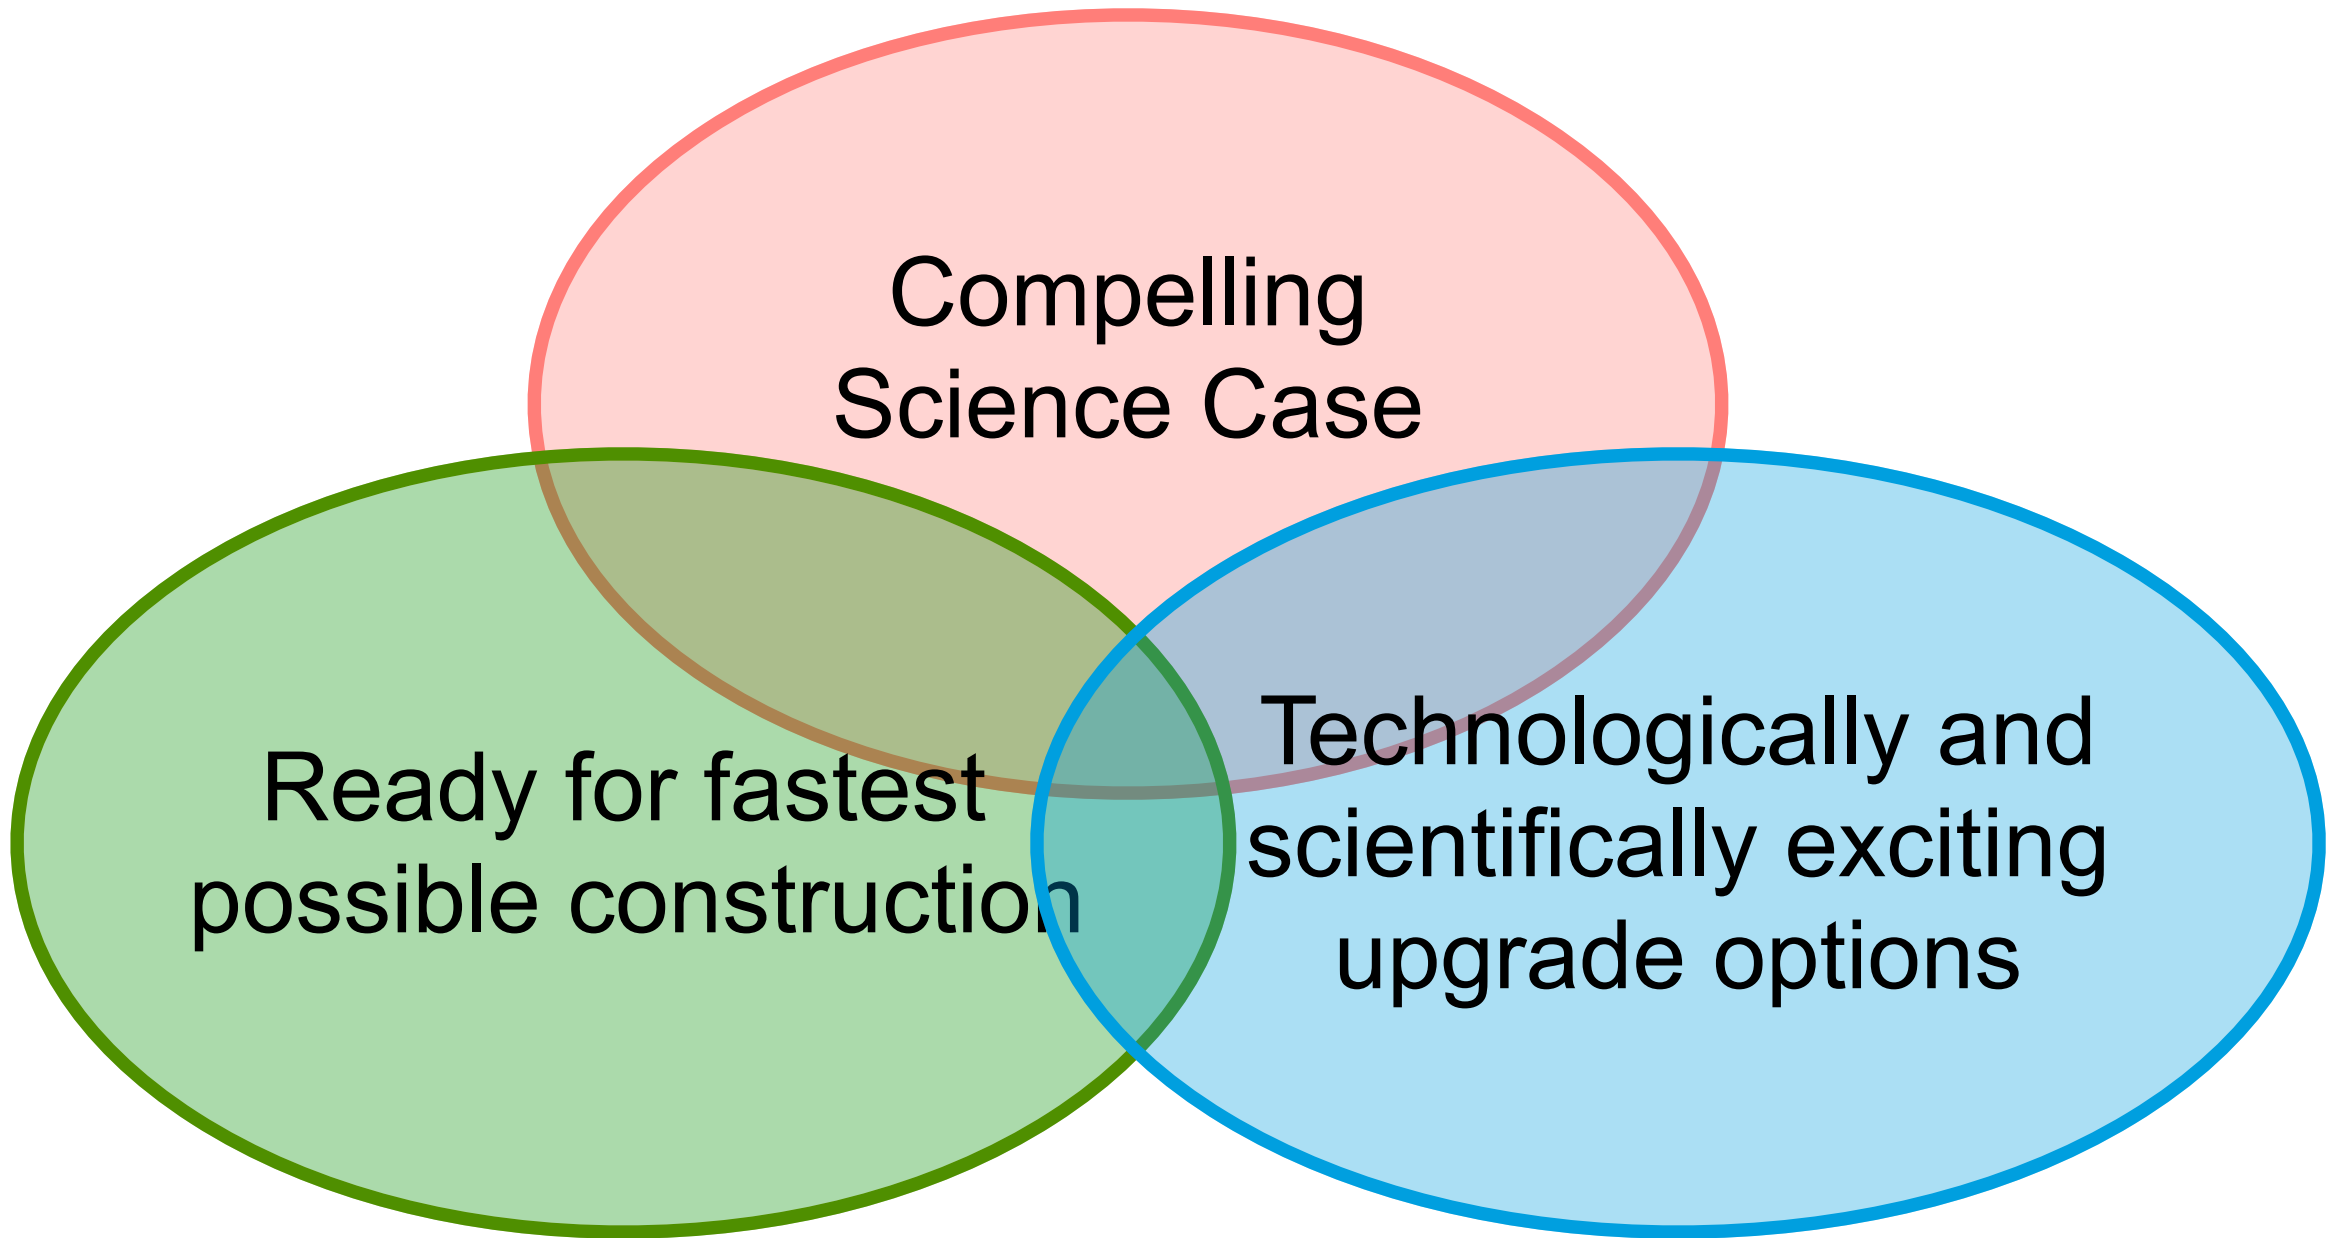 Compelling
Science Case
Ready for fastest
possible construction
Technologically and
scientifically exciting
upgrade options